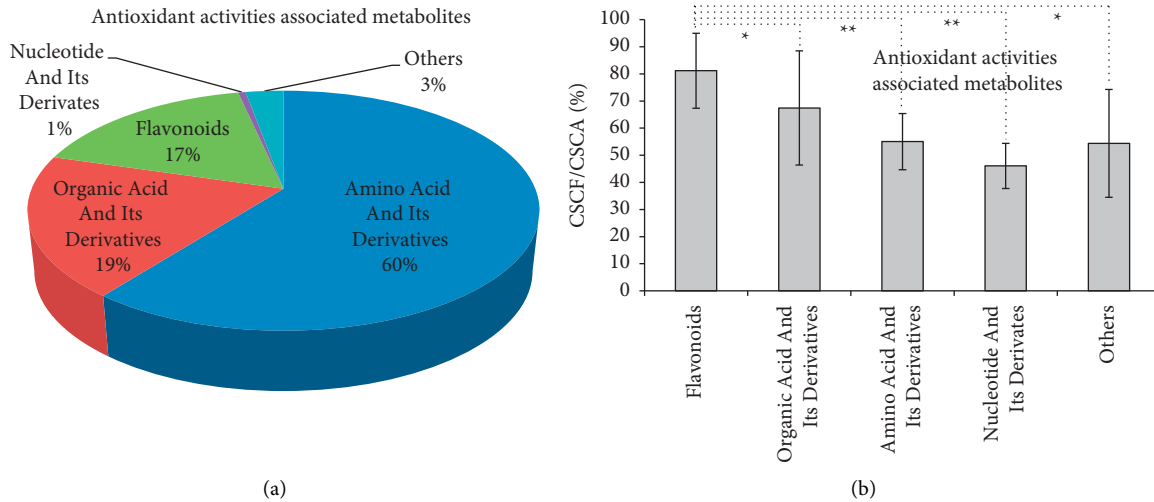 Antioxidant activities associated metabolites
Nucleotide
And Its
Derivates
1%
Others
3%
Flavonoids
17%
Organic Acid
And Its
Derivatives
19%
Amino Acid
And Its
Derivatives
60%
(a)
CSCF/CSCA (%)
100
90
80
70
60
50
40
30
20
10
0
*
**
**
*
Antioxidant activities
associated metabolites
Flavonoids
Organic Acid And
Its Derivatives
Amino Acid And
Its Derivatives
Nucleotide And
Its Derivates
Others
(b)